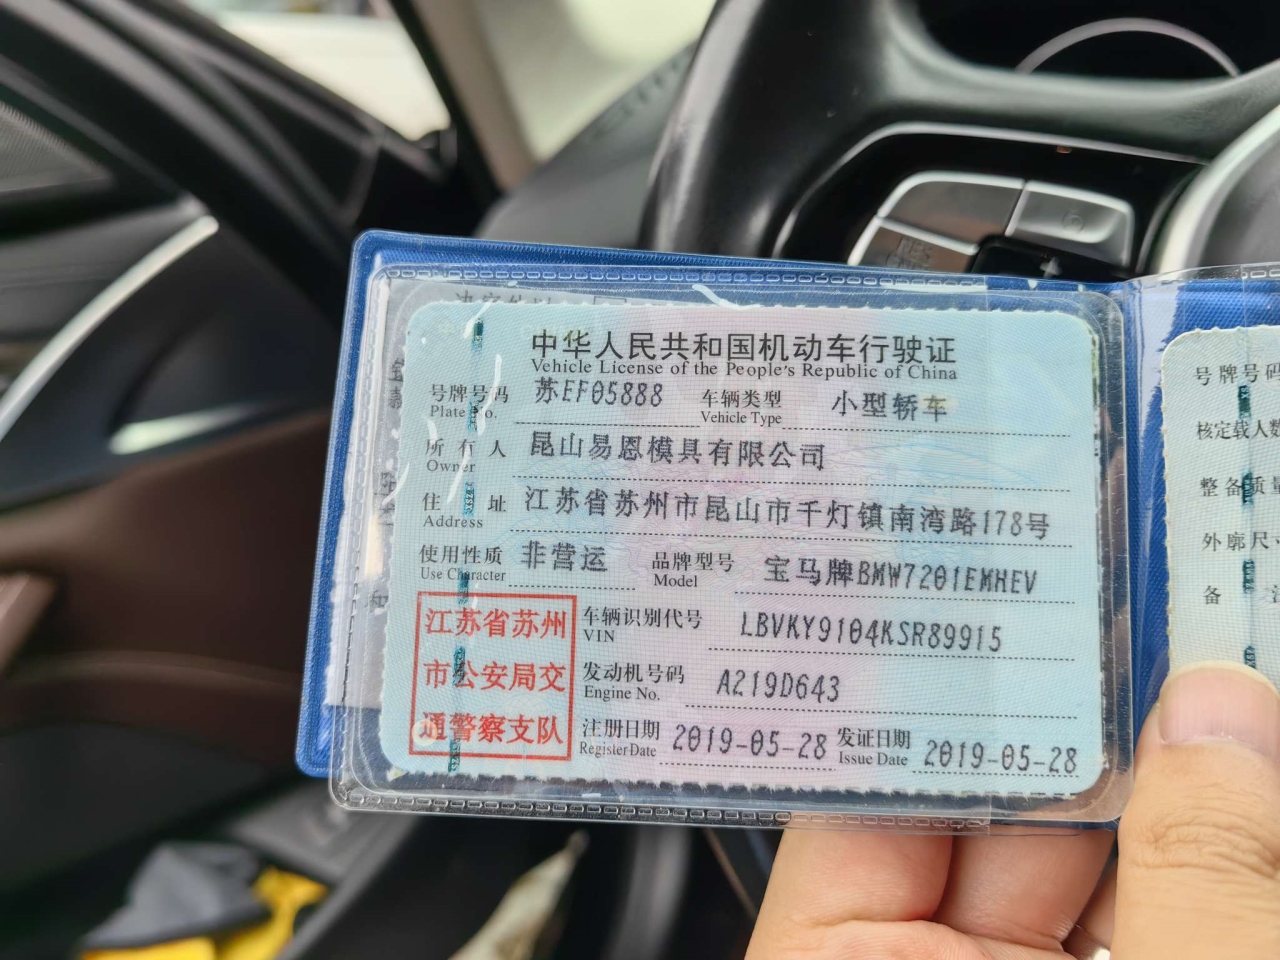 中华人民共和国机动车行驶证
Vehicle License of the People's Republic of China
号牌号码 苏EF05888 车辆类型 小型轿车
Plate No. Vehicle Type
所有人 昆山易恩模具有限公司
Owner
住址 江苏省苏州市昆山市千灯镇南湾路178号
Address
使用性质 非营运 品牌型号 宝马牌BMW7201EMHEV
Use Character Model
江苏省苏州
市公安局交
通警察支队
车辆识别代号 LBVKY9104KSR89915
VIN
发动机号码 A219D643
Engine No.
注册日期 2019-05-28 发证日期 2019-05-28
Register Date Issue Date
号牌号码
核定载人数
整备质量
外廓尺寸
备注